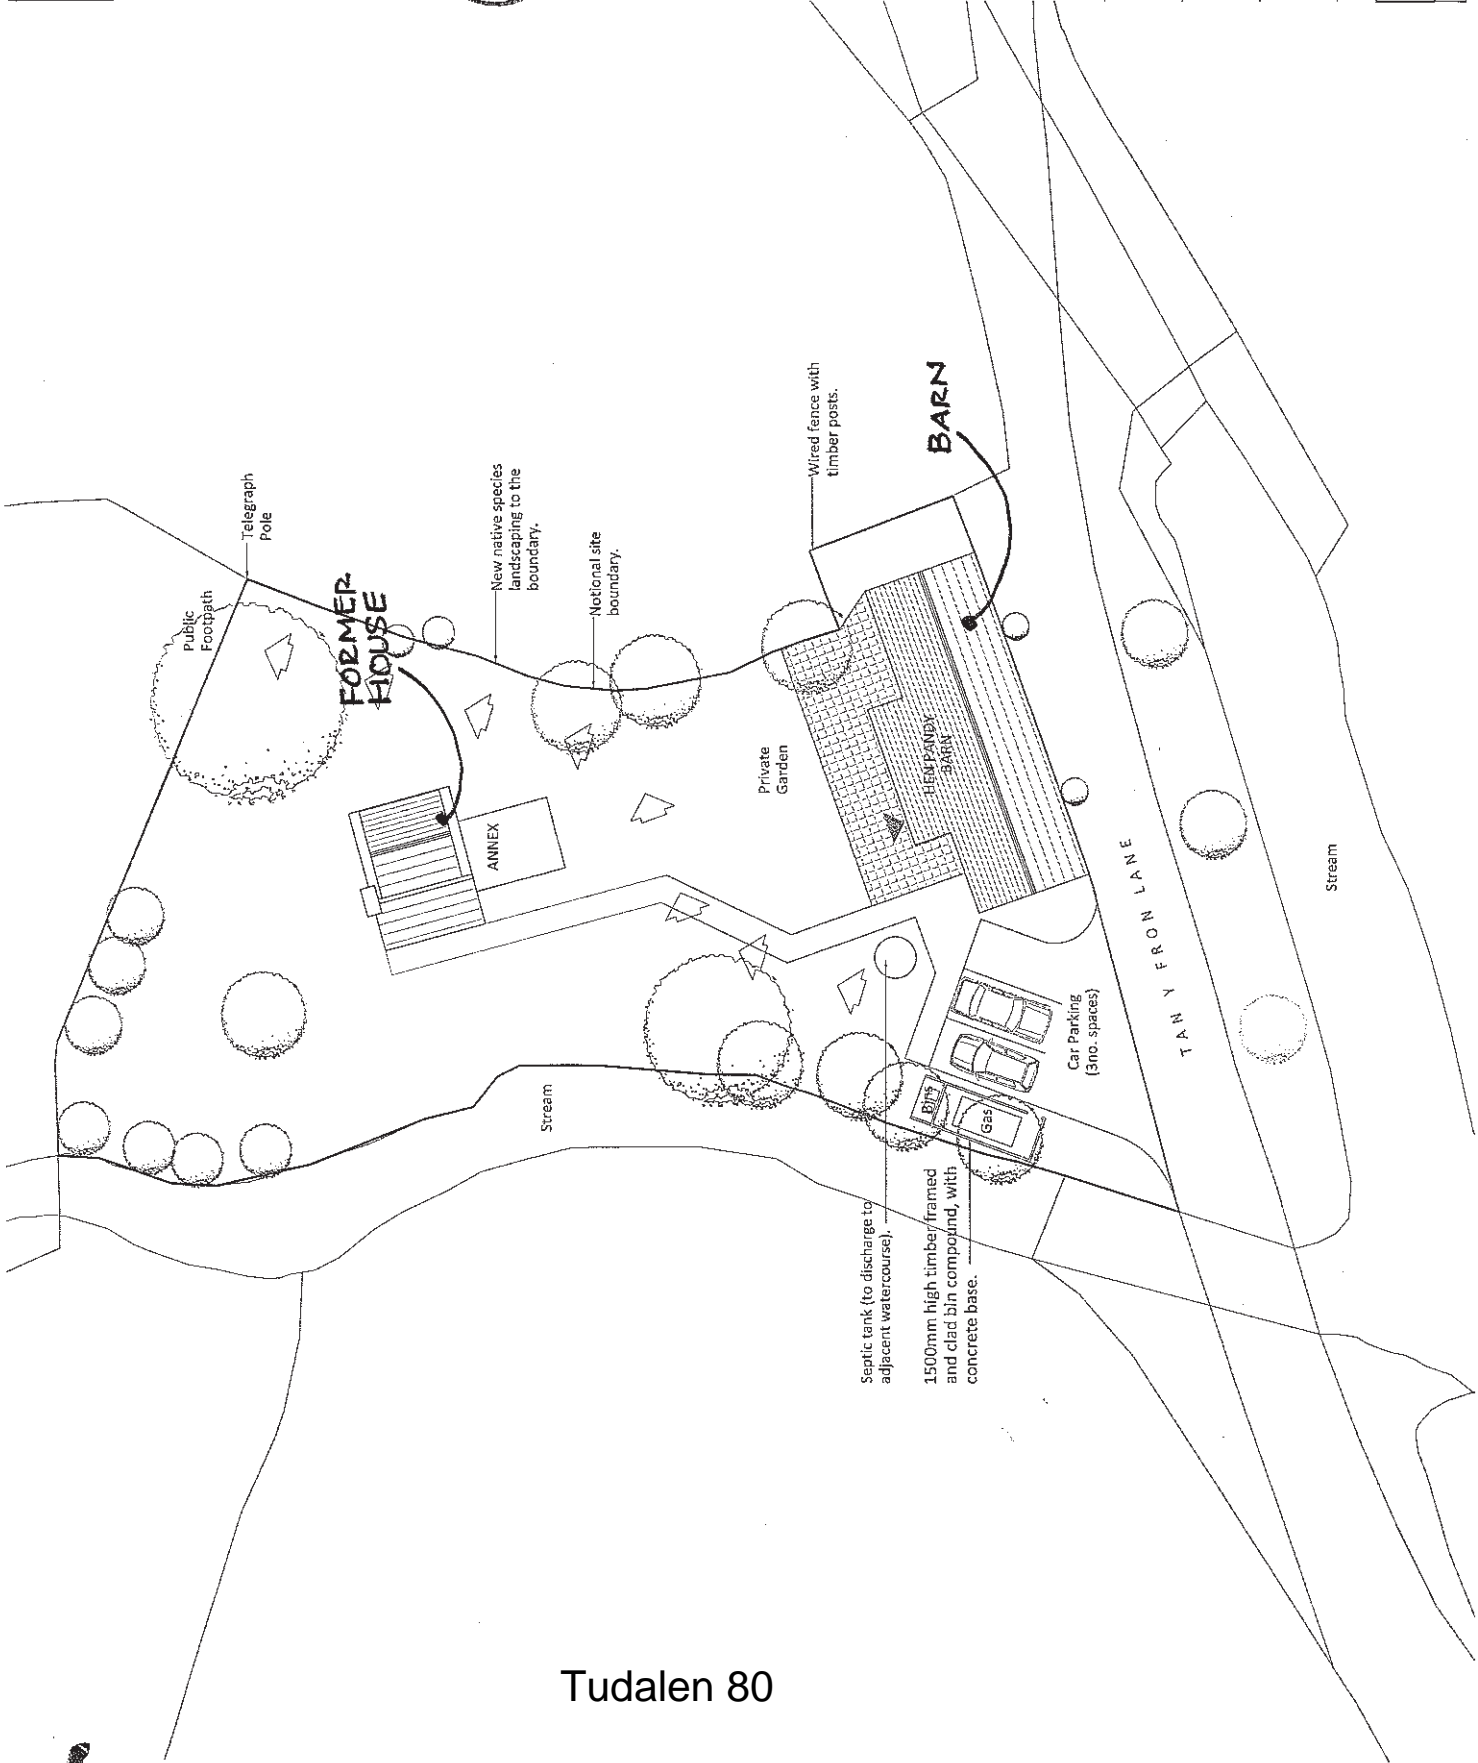 Telegraph
Pole
Public
Footpath
FORMER
HOUSE
New native species
landscaping to the
boundary.
Notional site
boundary.
Wired fence with
timber posts.
BARN
ANNEX
Private
Garden
HEN PANDY
BARN
TAN Y FRON LANE
Stream
Car Parking
(3no. spaces)
Bins
Gas
Stream
Septic tank (to discharge to
adjacent watercourse).
1500mm high timber framed
and clad bin compound, with
concrete base.
Tudalen 80